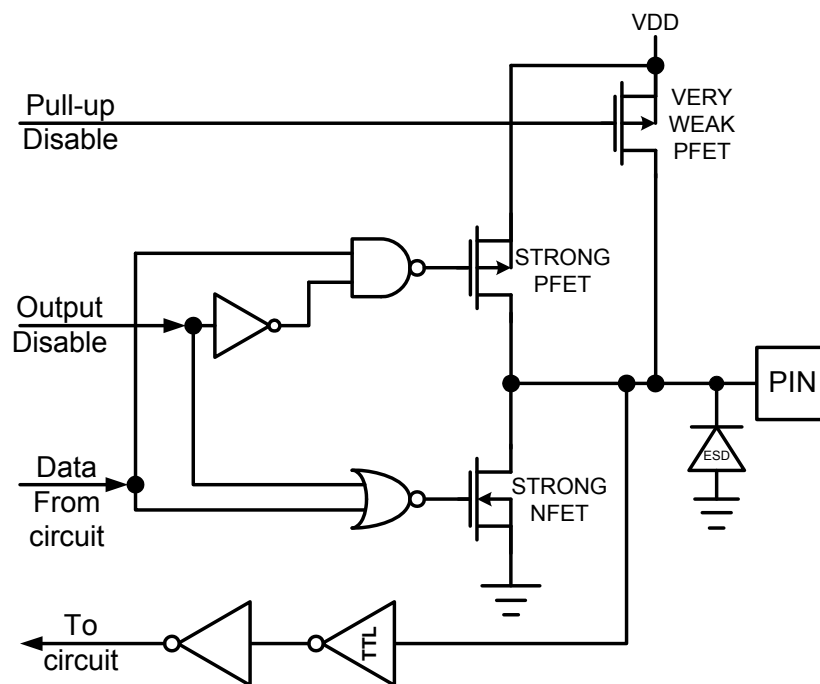 VDD
Pull-up
Disable
VERY
WEAK
PFET
STRONG
PFET
Output
Disable
PIN
ESD
Data
From
circuit
STRONG
NFET
To
circuit
TTL